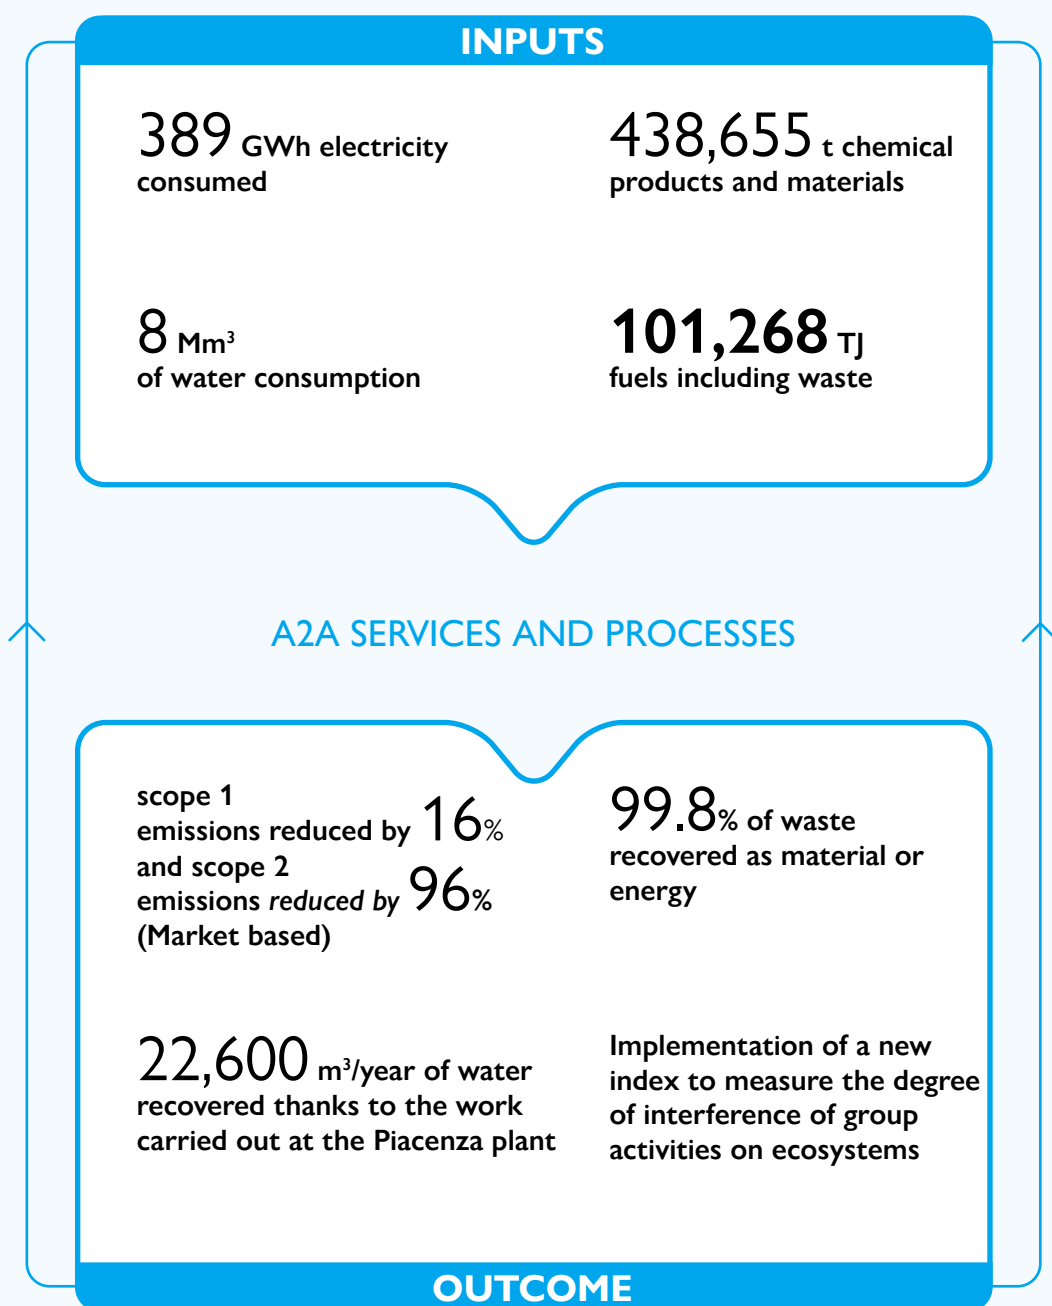 INPUTS
389 GWh electricity
consumed
438,655 t chemical
products and materials
8 Mm³
of water consumption
101,268 TJ
fuels including waste
A2A SERVICES AND PROCESSES
scope 1
emissions reduced by 16%
and scope 2
emissions reduced by 96%
(Market based)
99.8% of waste
recovered as material or
energy
22,600 m³/year of water
recovered thanks to the work
carried out at the Piacenza plant
Implementation of a new
index to measure the degree
of interference of group
activities on ecosystems
OUTCOME